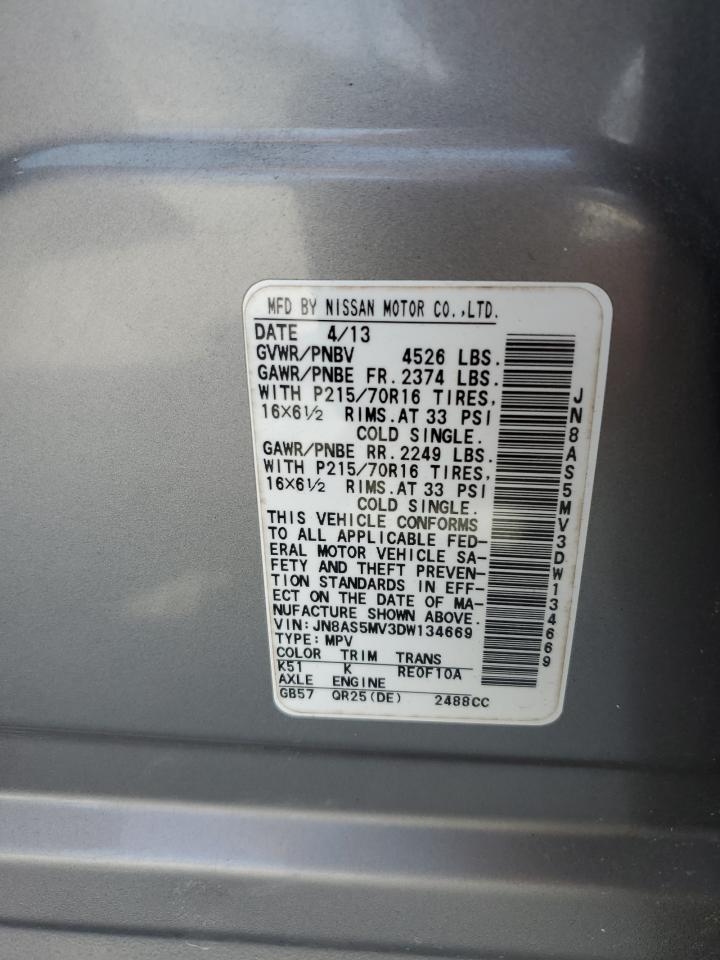 MFD BY NISSAN MOTOR CO.,LTD.
DATE 4/13
GVWR/PNBV 4526 LBS.
GAWR/PNBE FR. 2374 LBS.
WITH P215/70R16 TIRES,
16X6½ RIMS. AT 33 PSI
COLD SINGLE.
GAWR/PNBE RR. 2249 LBS.
WITH P215/70R16 TIRES,
16X6½ RIMS. AT 33 PSI
COLD SINGLE.
THIS VEHICLE CONFORMS
TO ALL APPLICABLE FED-
ERAL MOTOR VEHICLE SA-
FETY AND THEFT PREVEN-
TION STANDARDS IN EFF-
ECT ON THE DATE OF MA-
NUFACTURE SHOWN ABOVE.
VIN: JN8AS5MV3DW134669
TYPE: MPV
COLOR TRIM TRANS
K51 K RE0F10A
AXLE ENGINE
GB57 QR25(DE) 2488CC
JN8AS5MV3DW134669